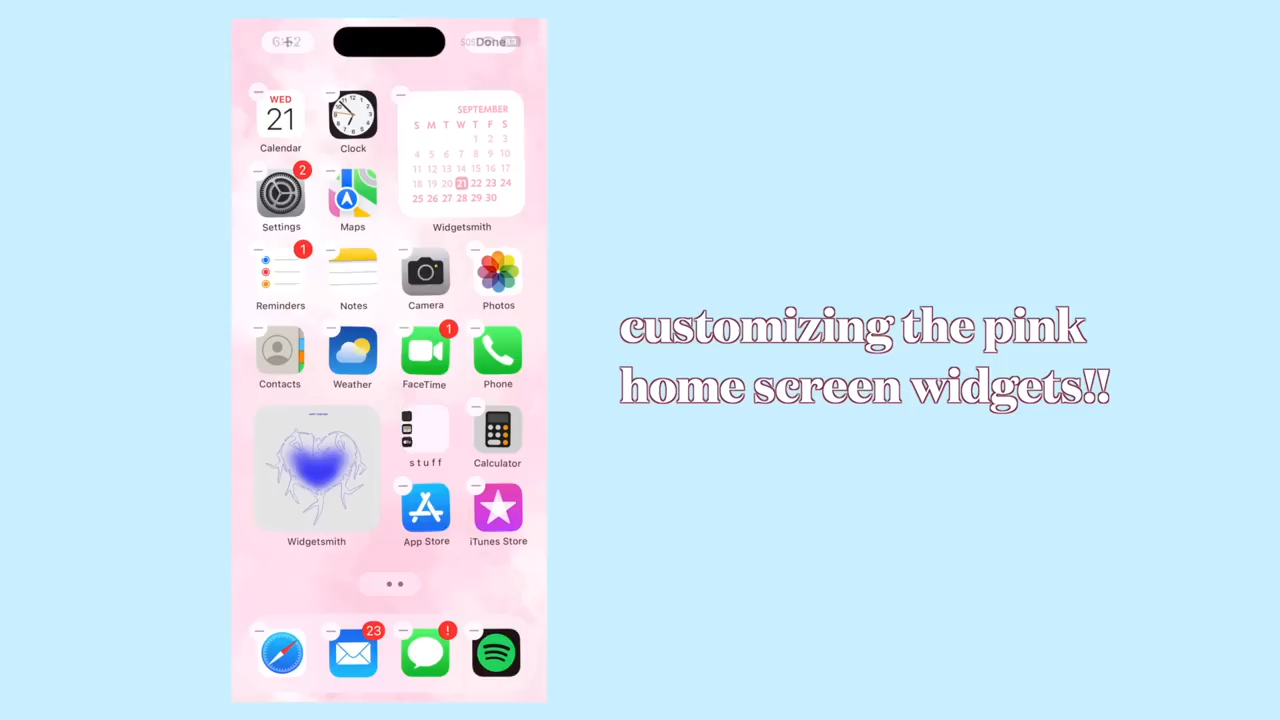 Done
WED
21
Calendar
Clock
SEPTEMBER
S M T W T F S
1 2 3
4 5 6 7 8 9 10
11 12 13 14 15 16 17
18 19 20 21 22 23 24
25 26 27 28 29 30
Widgetsmith
2
Settings
Maps
1
Reminders
Notes
Camera
Photos
1
Contacts
Weather
FaceTime
Phone
s t u f f
Calculator
Widgetsmith
App Store
iTunes Store
23
!
customizing the pink
home screen widgets!!